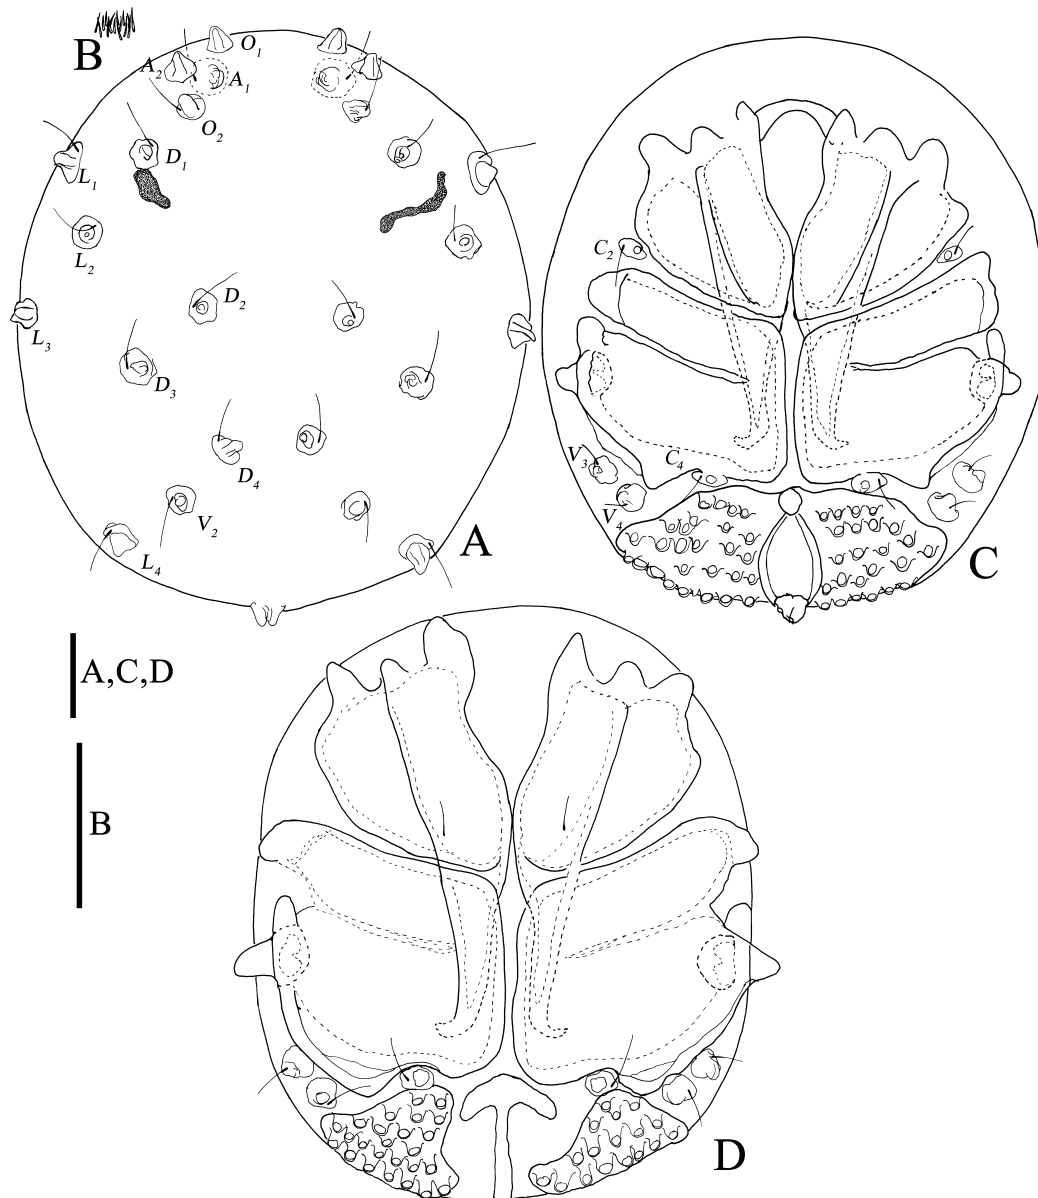 B
O₁
A₂
A₁
O₂
D₁
L₁
L₂
D₂
L₃
D₃
D₄
V₂
L₄
A
C₂
V₃
C₄
V₄
C
A,C,D
B
D